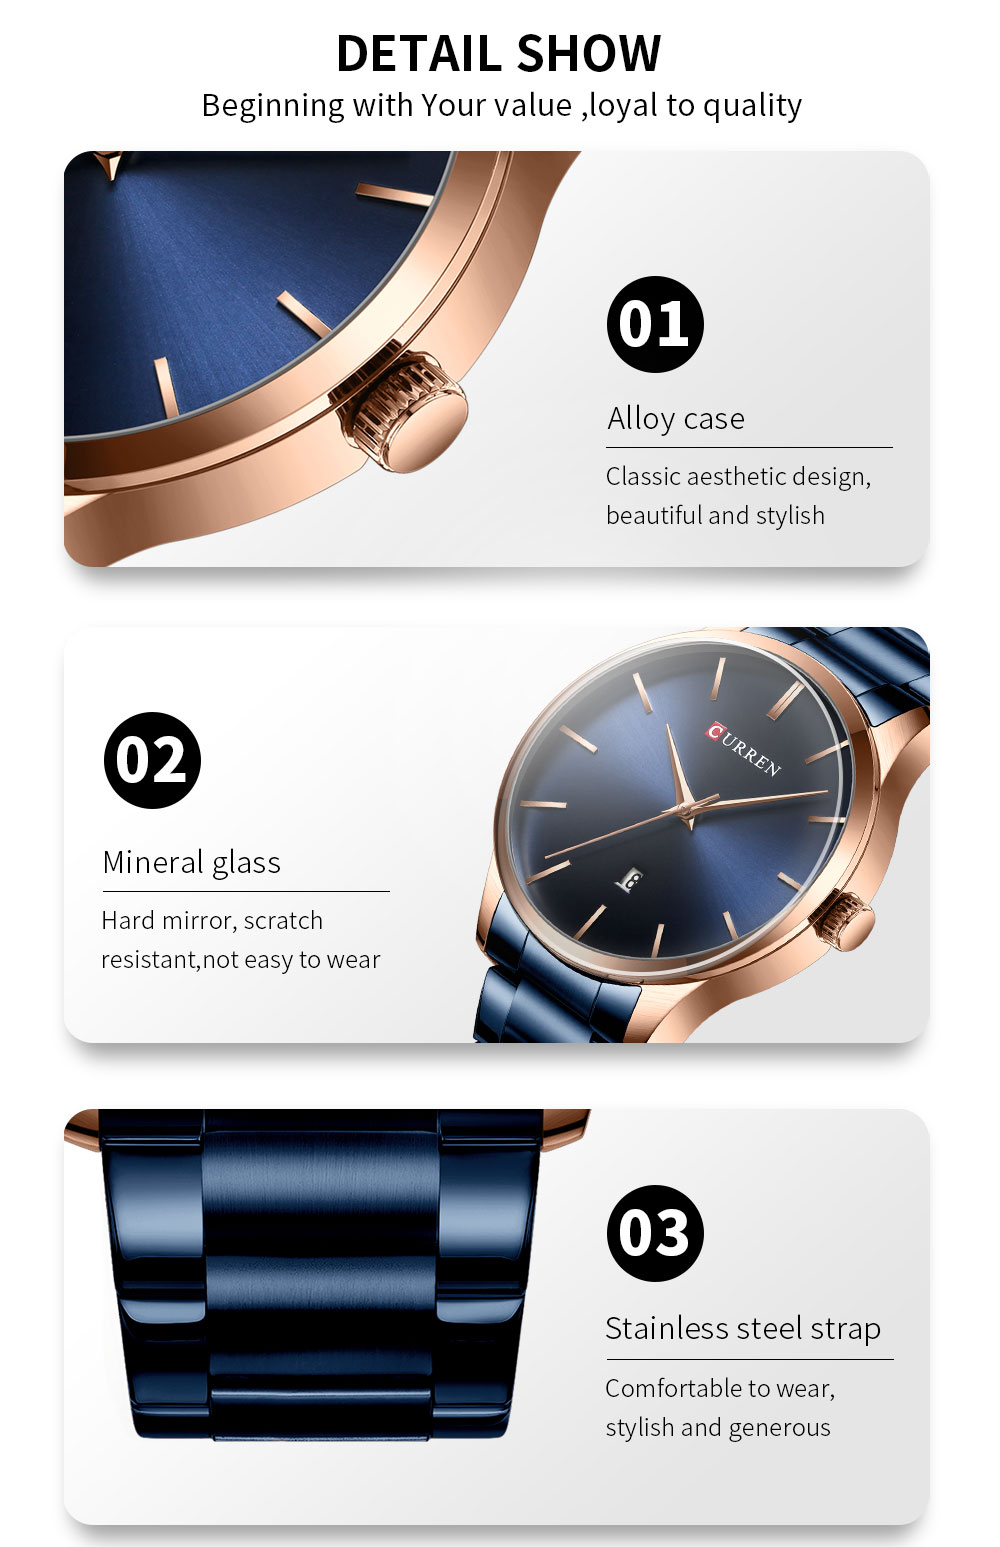 DETAIL SHOW
Beginning with Your value ,loyal to quality
01
Alloy case
Classic aesthetic design,
beautiful and stylish
CURREN
8
02
Mineral glass
Hard mirror, scratch
resistant,not easy to wear
03
Stainless steel strap
Comfortable to wear,
stylish and generous